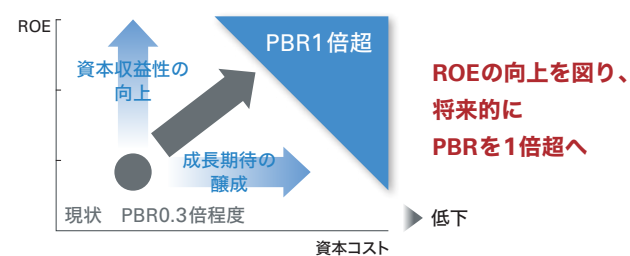 ROE
PBR1倍超
資本収益性の
向上
ROEの向上を図り、
将来的に
PBRを1倍超へ
成長期待の
醸成
現状 PBR0.3倍程度
低下
資本コスト